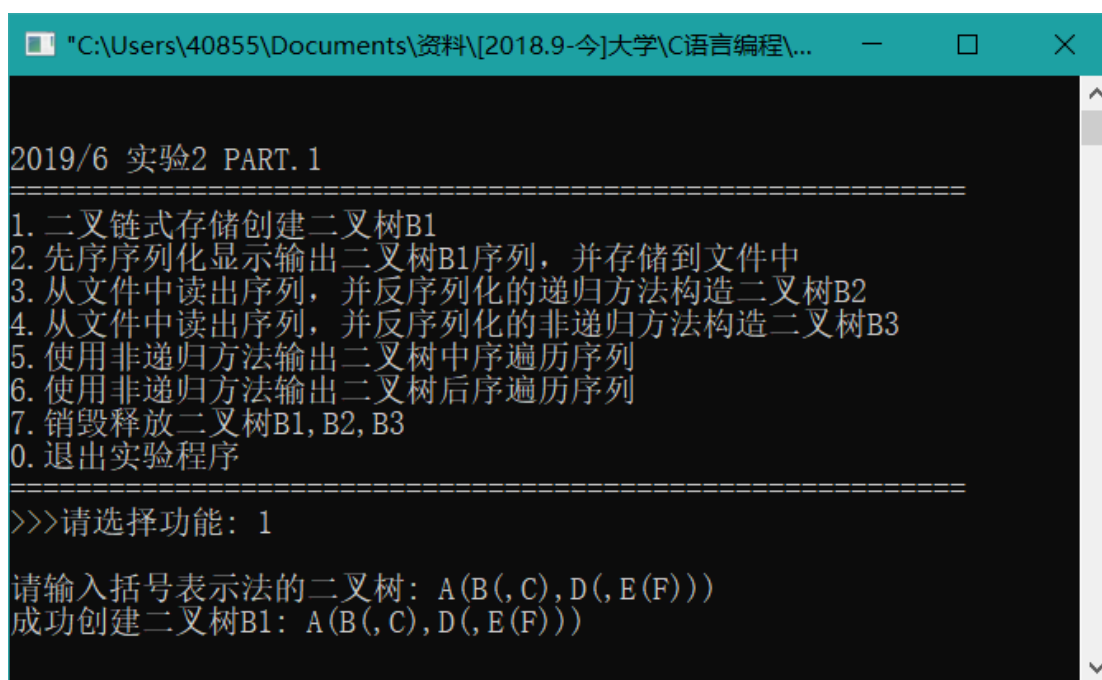 "C:\Users\40855\Documents\资料\[2018.9-今]大学\C语言编程\...
2019/6 实验2 PART.1
==========================================================
1.二叉链式存储创建二叉树B1
2.先序序列化显示输出二叉树B1序列，并存储到文件中
3.从文件中读出序列，并反序列化的递归方法构造二叉树B2
4.从文件中读出序列，并反序列化的非递归方法构造二叉树B3
5.使用非递归方法输出二叉树中序遍历序列
6.使用非递归方法输出二叉树后序遍历序列
7.销毁释放二叉树B1,B2,B3
0.退出实验程序
==========================================================
>>>请选择功能: 1
请输入括号表示法的二叉树: A(B(,C),D(,E(F)))
成功创建二叉树B1: A(B(,C),D(,E(F)))